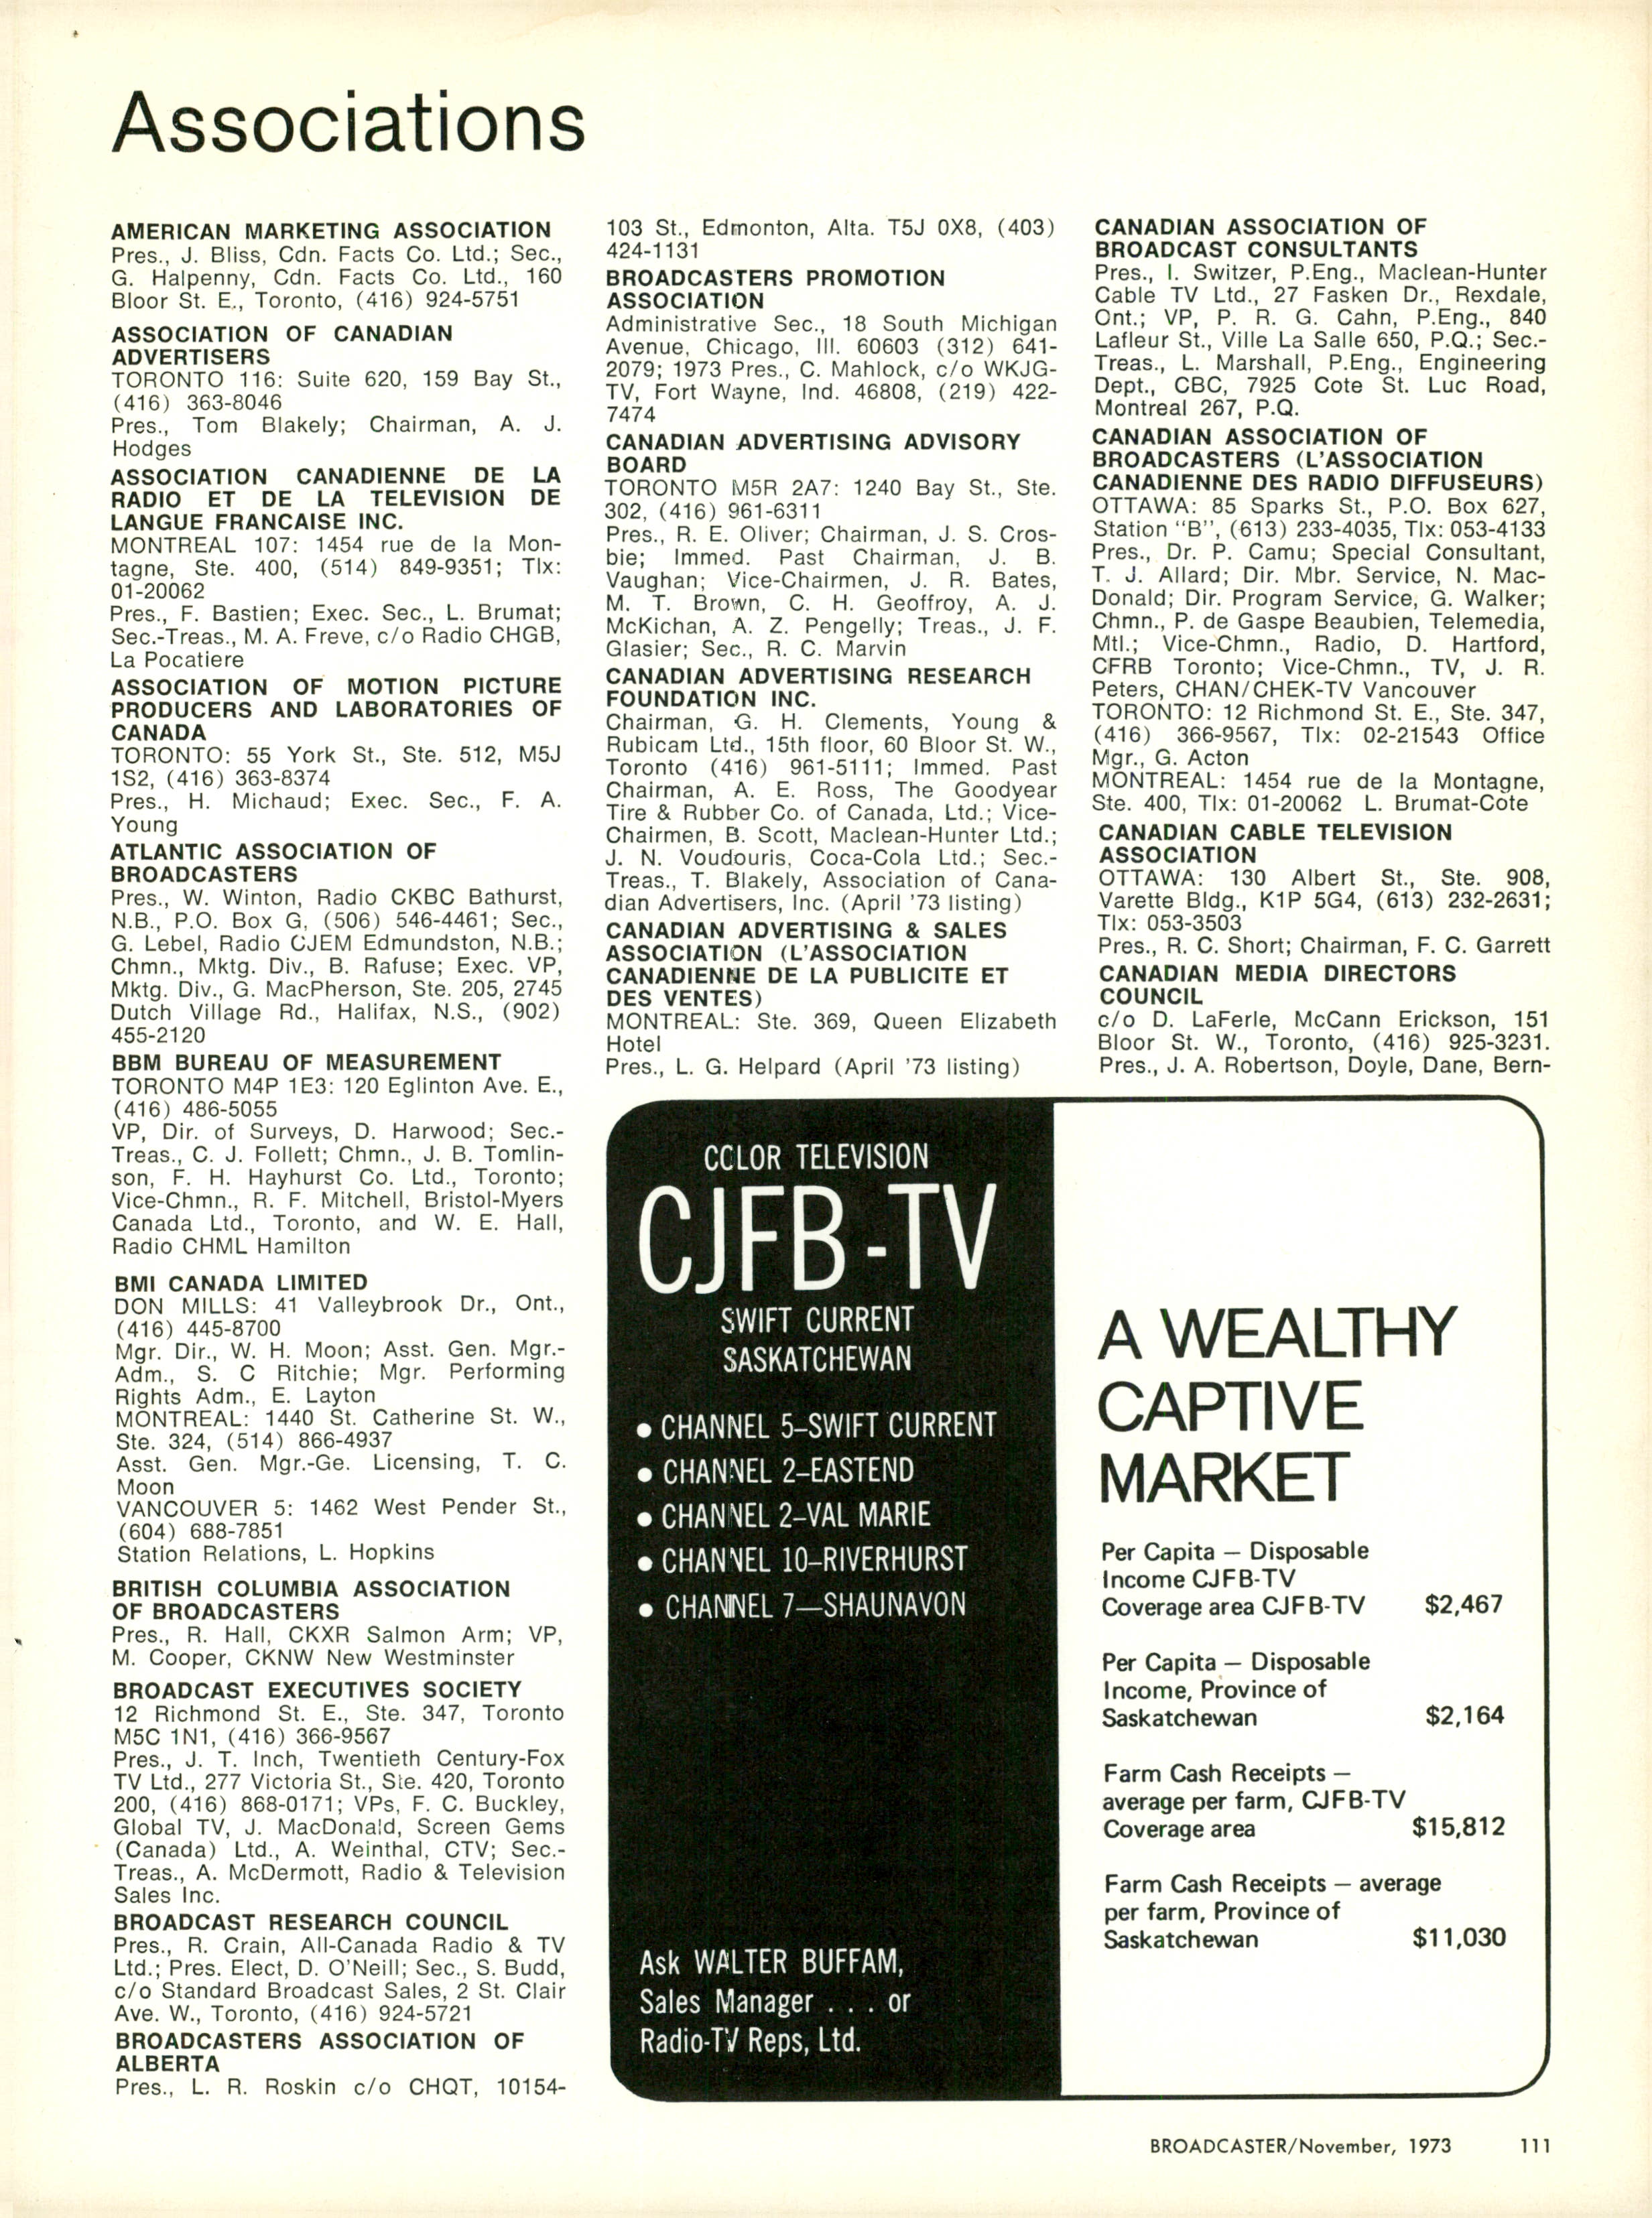 Associations
AMERICAN MARKETING ASSOCIATION
Pres., J. Bliss, Cdn. Facts Co. Ltd.; Sec.,
G. Halpenny, Cdn. Facts Co. Ltd., 160
Bloor St. E., Toronto, (416) 924-5751
ASSOCIATION OF CANADIAN
ADVERTISERS
TORONTO 116: Suite 620, 159 Bay St.,
(416) 363-8046
Pres., Tom Blakely; Chairman, A. J.
Hodges
ASSOCIATION CANADIENNE DE LA
RADIO ET DE LA TELEVISION DE
LANGUE FRANCAISE INC.
MONTREAL 107: 1454 rue de la Mon-
tagne, Ste. 400, (514) 849-9351; Tlx:
01-20062
Pres., F. Bastien; Exec. Sec., L. Brumat;
Sec.-Treas., M. A. Freve, c/o Radio CHGB,
La Pocatiere
ASSOCIATION OF MOTION PICTURE
PRODUCERS AND LABORATORIES OF
CANADA
TORONTO: 55 York St., Ste. 512, M5J
1S2, (416) 363-8374
Pres., H. Michaud; Exec. Sec., F. A.
Young
ATLANTIC ASSOCIATION OF
BROADCASTERS
Pres., W. Winton, Radio CKBC Bathurst,
N.B., P.O. Box G, (506) 546-4461; Sec.,
G. Lebel, Radio CJEM Edmundston, N.B.;
Chmn., Mktg. Div., B. Rafuse; Exec. VP,
Mktg. Div., G. MacPherson, Ste. 205, 2745
Dutch Village Rd., Halifax, N.S., (902)
455-2120
BBM BUREAU OF MEASUREMENT
TORONTO M4P 1E3: 120 Eglinton Ave. E.,
(416) 486-5055
VP, Dir. of Surveys, D. Harwood; Sec.-
Treas., C. J. Follett; Chmn., J. B. Tomlin-
son, F. H. Hayhurst Co. Ltd., Toronto;
Vice-Chmn., R. F. Mitchell, Bristol-Myers
Canada Ltd., Toronto, and W. E. Hall,
Radio CHML Hamilton
BMI CANADA LIMITED
DON MILLS: 41 Valleybrook Dr., Ont.,
(416) 445-8700
Mgr. Dir., W. H. Moon; Asst. Gen. Mgr.-
Adm., S. C Ritchie; Mgr. Performing
Rights Adm., E. Layton
MONTREAL: 1440 St. Catherine St. W.,
Ste. 324, (514) 866-4937
Asst. Gen. Mgr.-Ge. Licensing, T. C.
Moon
VANCOUVER 5: 1462 West Pender St.,
(604) 688-7851
Station Relations, L. Hopkins
BRITISH COLUMBIA ASSOCIATION
OF BROADCASTERS
Pres., R. Hall, CKXR Salmon Arm; VP,
M. Cooper, CKNW New Westminster
BROADCAST EXECUTIVES SOCIETY
12 Richmond St. E., Ste. 347, Toronto
M5C 1N1, (416) 366-9567
Pres., J. T. Inch, Twentieth Century-Fox
TV Ltd., 277 Victoria St., Ste. 420, Toronto
200, (416) 868-0171; VPs, F. C. Buckley,
Global TV, J. MacDonald, Screen Gems
(Canada) Ltd., A. Weinthal, CTV; Sec.-
Treas., A. McDermott, Radio & Television
Sales Inc.
BROADCAST RESEARCH COUNCIL
Pres., R. Crain, All-Canada Radio & TV
Ltd.; Pres. Elect, D. O'Neill; Sec., S. Budd,
c/o Standard Broadcast Sales, 2 St. Clair
Ave. W., Toronto, (416) 924-5721
BROADCASTERS ASSOCIATION OF
ALBERTA
Pres., L. R. Roskin c/o CHQT, 10154-
103 St., Edmonton, Alta. T5J 0X8, (403)
424-1131
BROADCASTERS PROMOTION
ASSOCIATION
Administrative Sec., 18 South Michigan
Avenue, Chicago, Ill. 60603 (312) 641-
2079; 1973 Pres., C. Mahlock, c/o WKJG-
TV, Fort Wayne, Ind. 46808, (219) 422-
7474
CANADIAN ADVERTISING ADVISORY
BOARD
TORONTO M5R 2A7: 1240 Bay St., Ste.
302, (416) 961-6311
Pres., R. E. Oliver; Chairman, J. S. Cros-
bie; Immed. Past Chairman, J. B.
Vaughan; Vice-Chairmen, J. R. Bates,
M. T. Brown, C. H. Geoffroy, A. J.
McKichan, A. Z. Pengelly; Treas., J. F.
Glasier; Sec., R. C. Marvin
CANADIAN ADVERTISING RESEARCH
FOUNDATION INC.
Chairman, G. H. Clements, Young &
Rubicam Ltd., 15th floor, 60 Bloor St. W.,
Toronto (416) 961-5111; Immed. Past
Chairman, A. E. Ross, The Goodyear
Tire & Rubber Co. of Canada, Ltd.; Vice-
Chairmen, B. Scott, Maclean-Hunter Ltd.;
J. N. Voudouris, Coca-Cola Ltd.; Sec.-
Treas., T. Blakely, Association of Cana-
dian Advertisers, Inc. (April '73 listing)
CANADIAN ADVERTISING & SALES
ASSOCIATION (L'ASSOCIATION
CANADIENNE DE LA PUBLICITE ET
DES VENTES)
MONTREAL: Ste. 369, Queen Elizabeth
Hotel
Pres., L. G. Helpard (April '73 listing)
CANADIAN ASSOCIATION OF
BROADCAST CONSULTANTS
Pres., I. Switzer, P.Eng., Maclean-Hunter
Cable TV Ltd., 27 Fasken Dr., Rexdale,
Ont.; VP, P. R. G. Cahn, P.Eng., 840
Lafleur St., Ville La Salle 650, P.Q.; Sec.-
Treas., L. Marshall, P.Eng., Engineering
Dept., CBC, 7925 Cote St. Luc Road,
Montreal 267, P.Q.
CANADIAN ASSOCIATION OF
BROADCASTERS (L'ASSOCIATION
CANADIENNE DES RADIO DIFFUSEURS)
OTTAWA: 85 Sparks St., P.O. Box 627,
Station "B", (613) 233-4035, Tlx: 053-4133
Pres., Dr. P. Camu; Special Consultant,
T. J. Allard; Dir. Mbr. Service, N. Mac-
Donald; Dir. Program Service, G. Walker;
Chmn., P. de Gaspe Beaubien, Telemedia,
Mtl.; Vice-Chmn., Radio, D. Hartford,
CFRB Toronto; Vice-Chmn., TV, J. R.
Peters, CHAN/CHEK-TV Vancouver
TORONTO: 12 Richmond St. E., Ste. 347,
(416) 366-9567, Tlx: 02-21543 Office
Mgr., G. Acton
MONTREAL: 1454 rue de la Montagne,
Ste. 400, Tlx: 01-20062 L. Brumat-Cote
CANADIAN CABLE TELEVISION
ASSOCIATION
OTTAWA: 130 Albert St., Ste. 908,
Varette Bldg., K1P 5G4, (613) 232-2631;
Tlx: 053-3503
Pres., R. C. Short; Chairman, F. C. Garrett
CANADIAN MEDIA DIRECTORS
COUNCIL
c/o D. LaFerle, McCann Erickson, 151
Bloor St. W., Toronto, (416) 925-3231.
Pres., J. A. Robertson, Doyle, Dane, Bern-
COLOR TELEVISION
CJFB-TV
SWIFT CURRENT
SASKATCHEWAN
• CHANNEL 5–SWIFT CURRENT
• CHANNEL 2–EASTEND
• CHANNEL 2–VAL MARIE
• CHANNEL 10–RIVERHURST
• CHANNEL 7—SHAUNAVON
Ask WALTER BUFFAM,
Sales Manager . . . or
Radio-TV Reps, Ltd.
A WEALTHY
CAPTIVE
MARKET
Per Capita — Disposable
Income CJFB-TV
Coverage area CJFB-TV $2,467
Per Capita — Disposable
Income, Province of
Saskatchewan $2,164
Farm Cash Receipts —
average per farm, CJFB-TV
Coverage area $15,812
Farm Cash Receipts — average
per farm, Province of
Saskatchewan $11,030
BROADCASTER/November, 1973 111